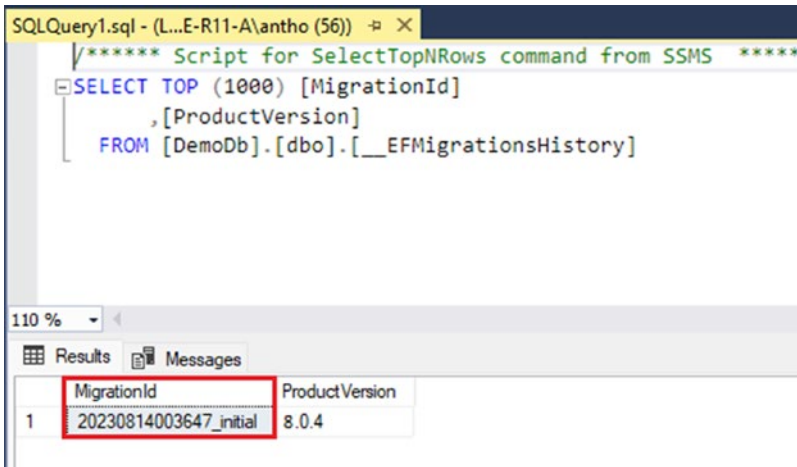 SQLQuery1.sql - (L...E-R11-A\antho (56))
/****** Script for SelectTopNRows command from SSMS *****
SELECT TOP (1000) [MigrationId]
,[ProductVersion]
FROM [DemoDb].[dbo].[__EFMigrationsHistory]
110 %
Results Messages
MigrationId ProductVersion
1 20230814003647_initial 8.0.4